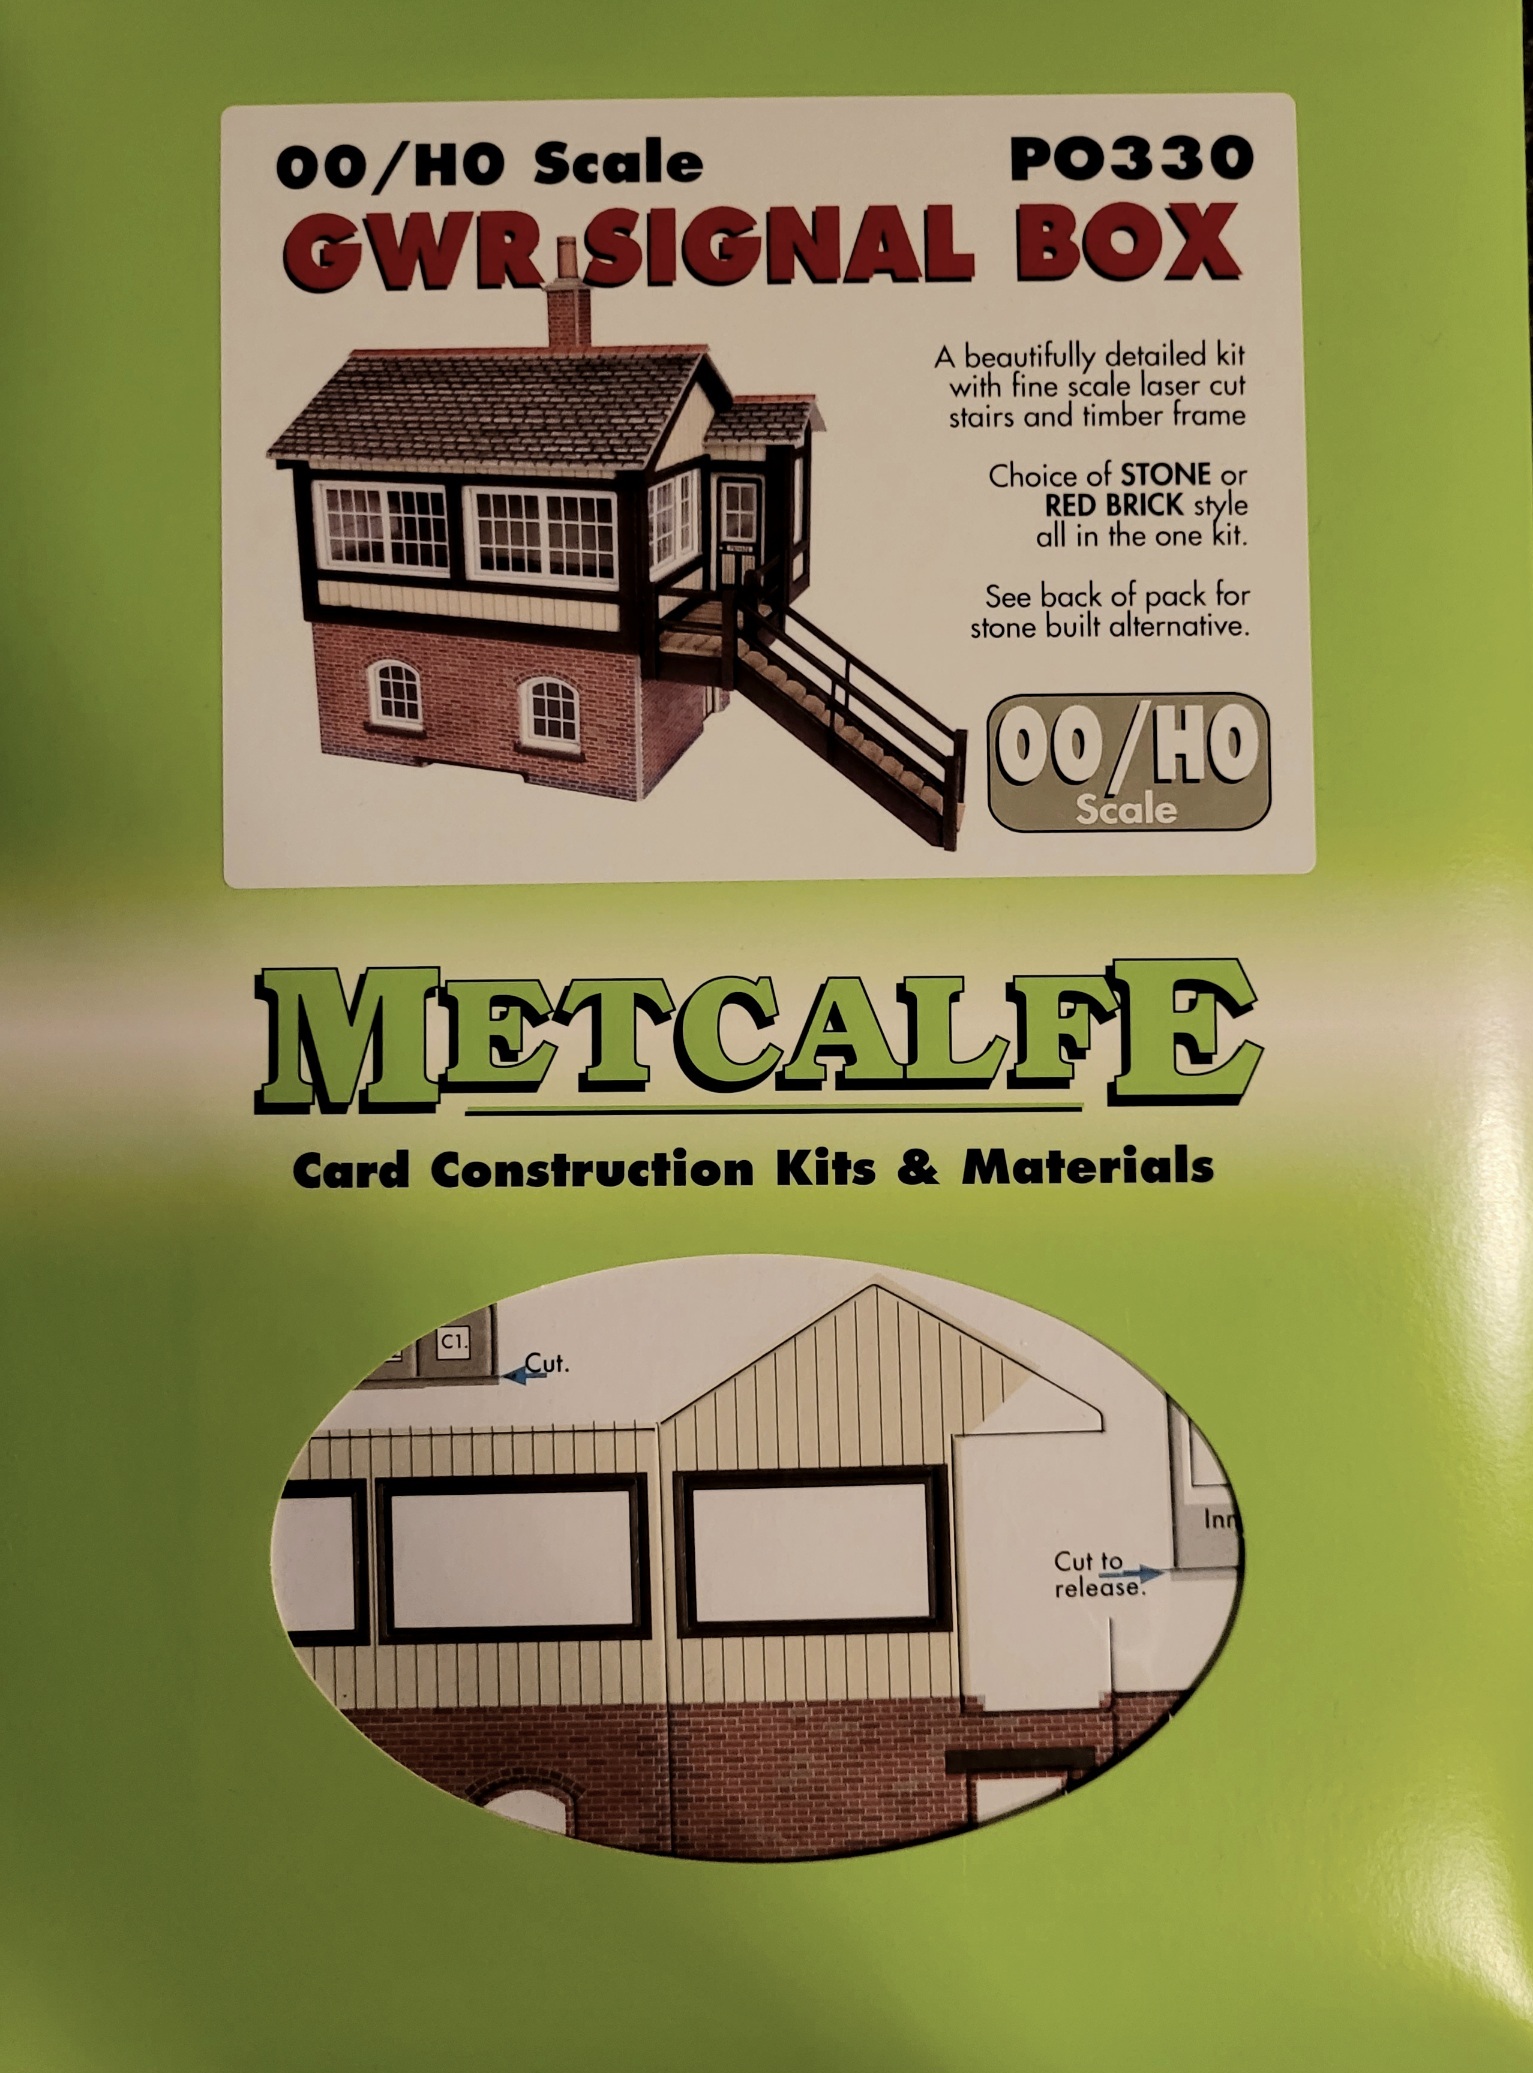 OO/HO Scale
PO330
GWR SIGNAL BOX
A beautifully detailed kit
with fine scale laser cut
stairs and timber frame
Choice of STONE or
RED BRICK style
all in the one kit.
See back of pack for
stone built alternative.
OO/HO
Scale
METCALFE
Card Construction Kits & Materials
C1.
Cut.
Cut to
release.